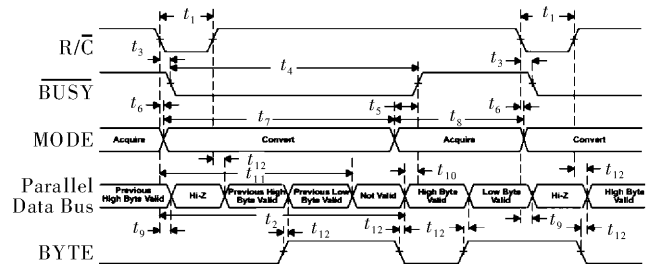 t1 t1
R/C
t3 t4 t3
BUSY
t6 t5 t6
t7 t8
MODE Acquire Convert Acquire Convert
t12
t11 t10 t12
Parallel Data Bus
Previous High Byte Valid Hi-Z Previous High Byte Valid Previous Low Byte Valid Not Valid High Byte Valid Low Byte Valid Hi-Z High Byte Valid
t9 t2 t12 t12 t12 t9 t12
BYTE